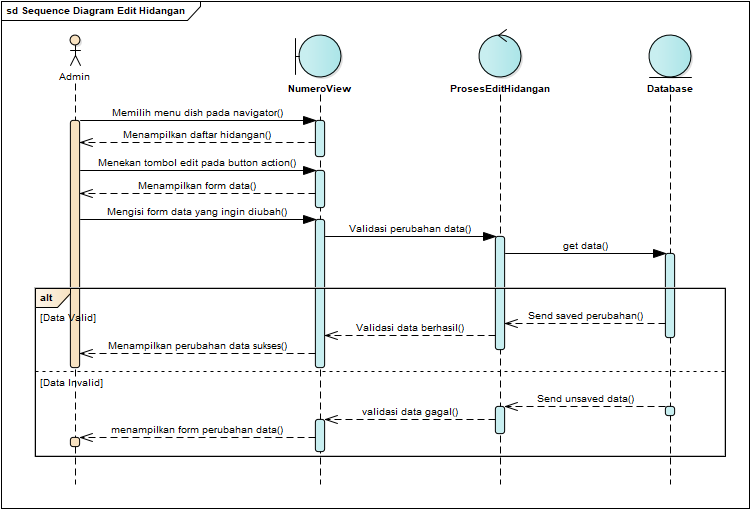 sd Sequence Diagram Edit Hidangan
Admin
NumeroView
ProsesEditHidangan
Database
Memilih menu dish pada navigator()
Menampilkan daftar hidangan()
Menekan tombol edit pada button action()
Menampilkan form data()
Mengisi form data yang ingin diubah()
Validasi perubahan data()
get data()
alt
[Data Valid]
Send saved perubahan()
Validasi data berhasil()
Menampilkan perubahan data sukses()
[Data Invalid]
Send unsaved data()
validasi data gagal()
menampilkan form perubahan data()